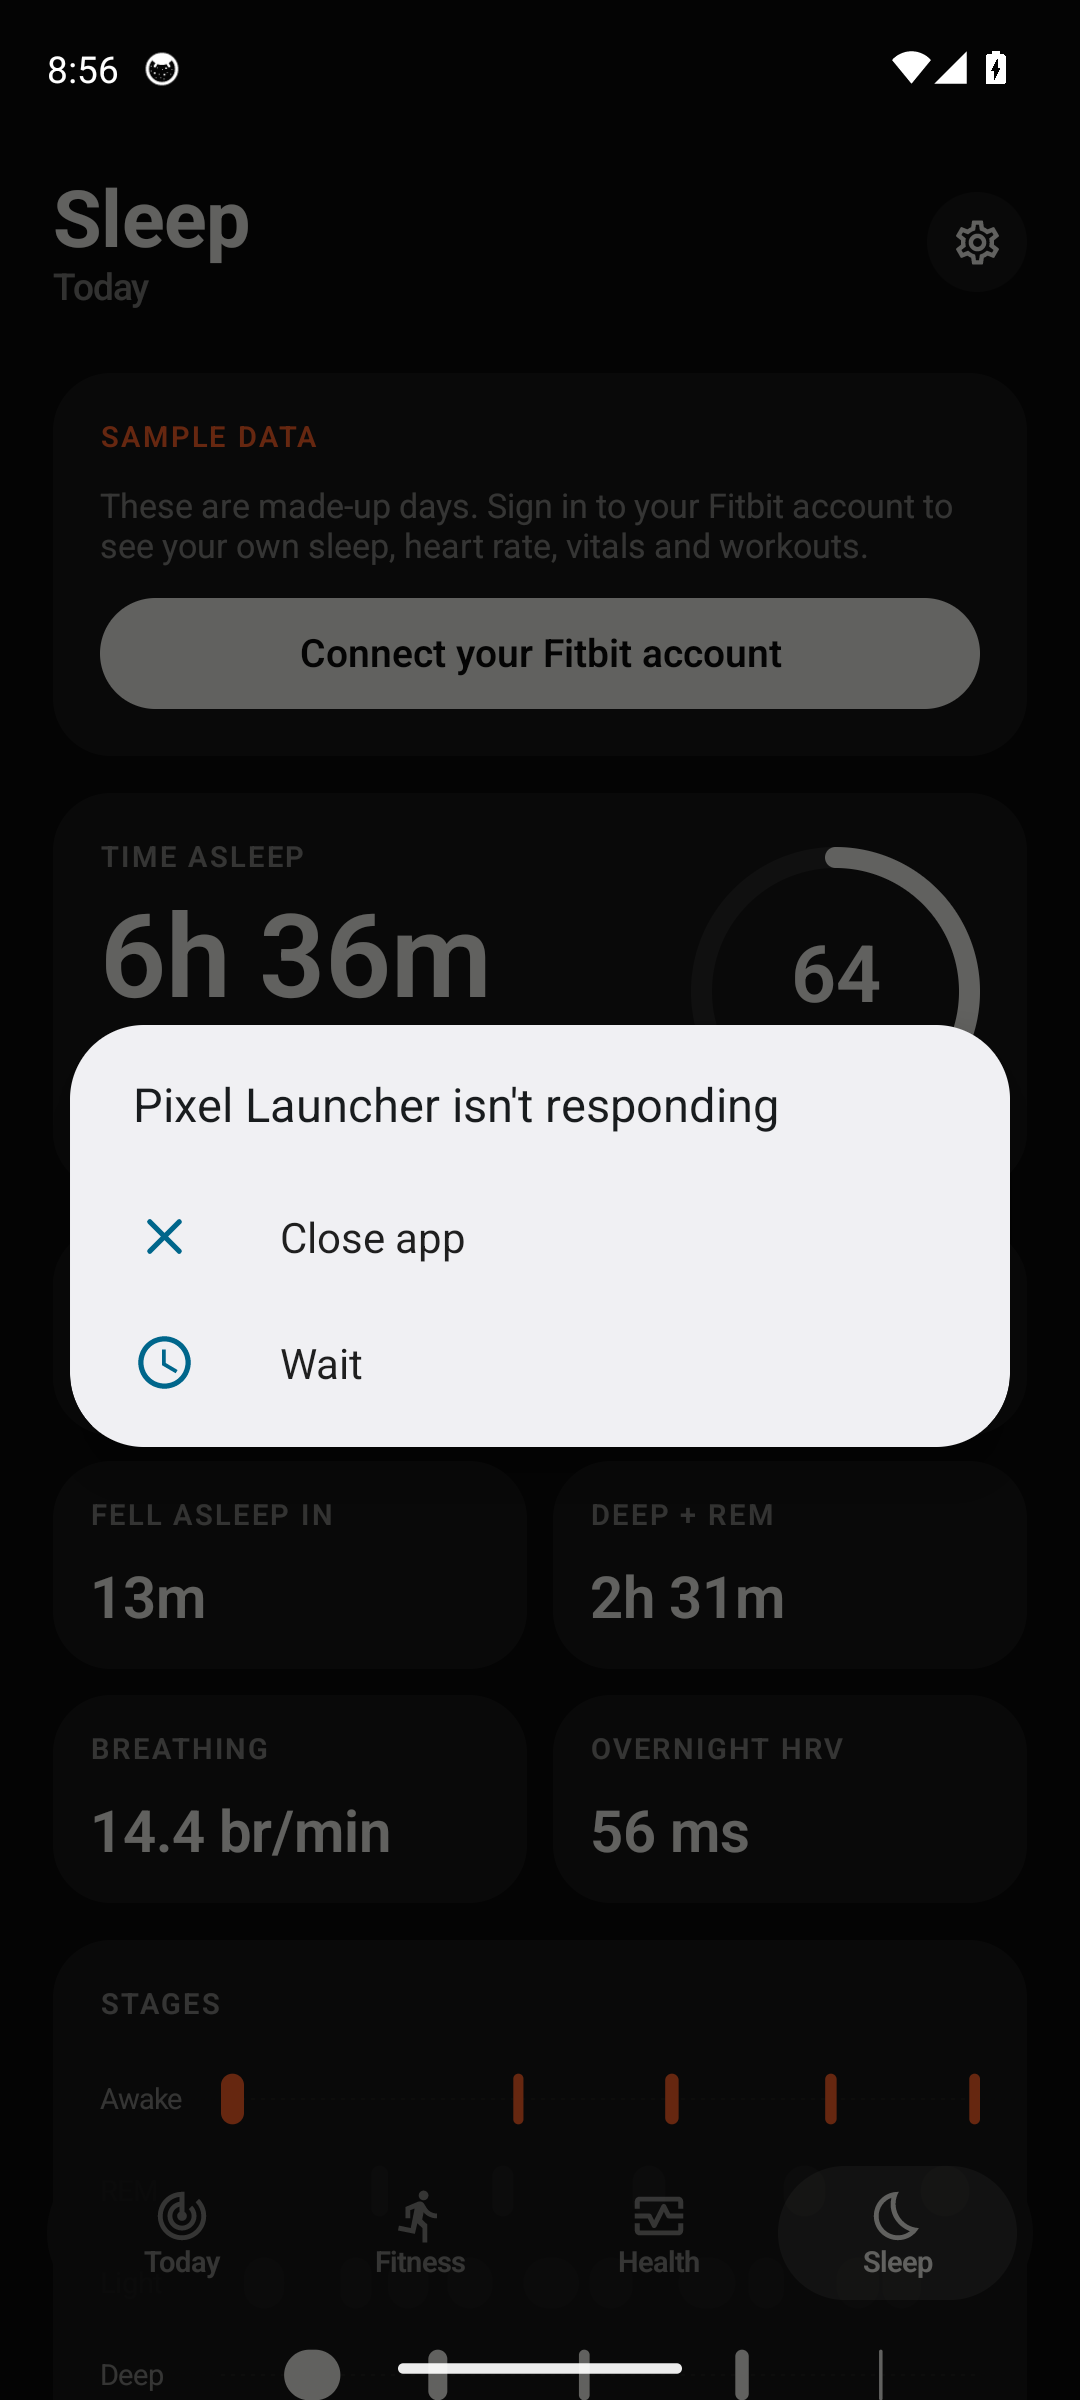 8:56
Sleep
Today
SAMPLE DATA
These are made-up days. Sign in to your Fitbit account to
see your own sleep, heart rate, vitals and workouts.
Connect your Fitbit account
TIME ASLEEP
6h 36m
64
Pixel Launcher isn't responding
Close app
Wait
FELL ASLEEP IN
13m
DEEP + REM
2h 31m
BREATHING
14.4 br/min
OVERNIGHT HRV
56 ms
STAGES
Awake
REM
Light
Today
Fitness
Health
Sleep
Deep